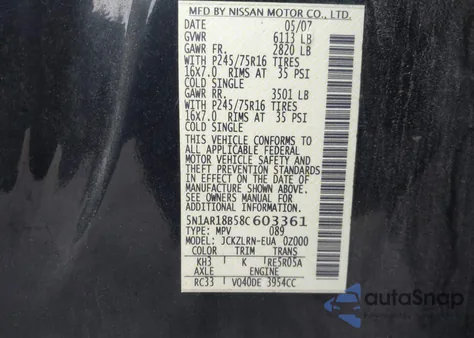 MFD BY NISSAN MOTOR CO., LTD.
DATE 05/07
GVWR 6113 LB
GAWR FR. 2820 LB
WITH P245/75R16 TIRES
16X7.0 RIMS AT 35 PSI
COLD SINGLE
GAWR RR. 3501 LB
WITH P245/75R16 TIRES
16X7.0 RIMS AT 35 PSI
COLD SINGLE
THIS VEHICLE CONFORMS TO
ALL APPLICABLE FEDERAL
MOTOR VEHICLE SAFETY AND
THEFT PREVENTION STANDARDS
IN EFFECT ON THE DATE OF
MANUFACTURE SHOWN ABOVE.
SEE OWNER'S MANUAL FOR
ADDITIONAL INFORMATION
5N1AR18B58C603361
TYPE: MPV 089
MODEL: JCKZLRN-EUA 0Z000
COLOR TRIM TRANS
KH3 K RE5R05A
AXLE ENGINE
RC33 VQ40DE 3954CC
autoSnap